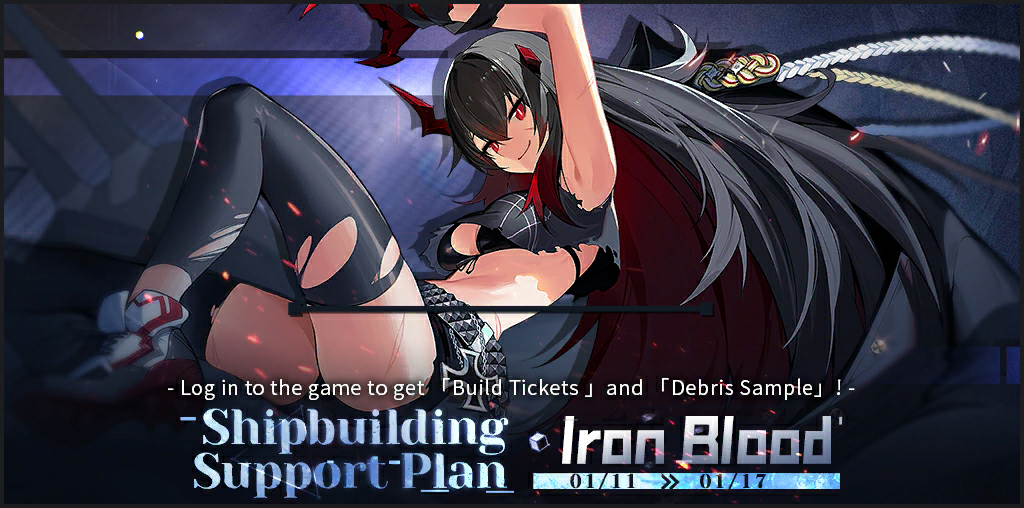 - Log in to the game to get 「Build Tickets 」 and 「Debris Sample」! -
Shipbuilding
Support Plan
Iron Blood
01/11 >> 01/17